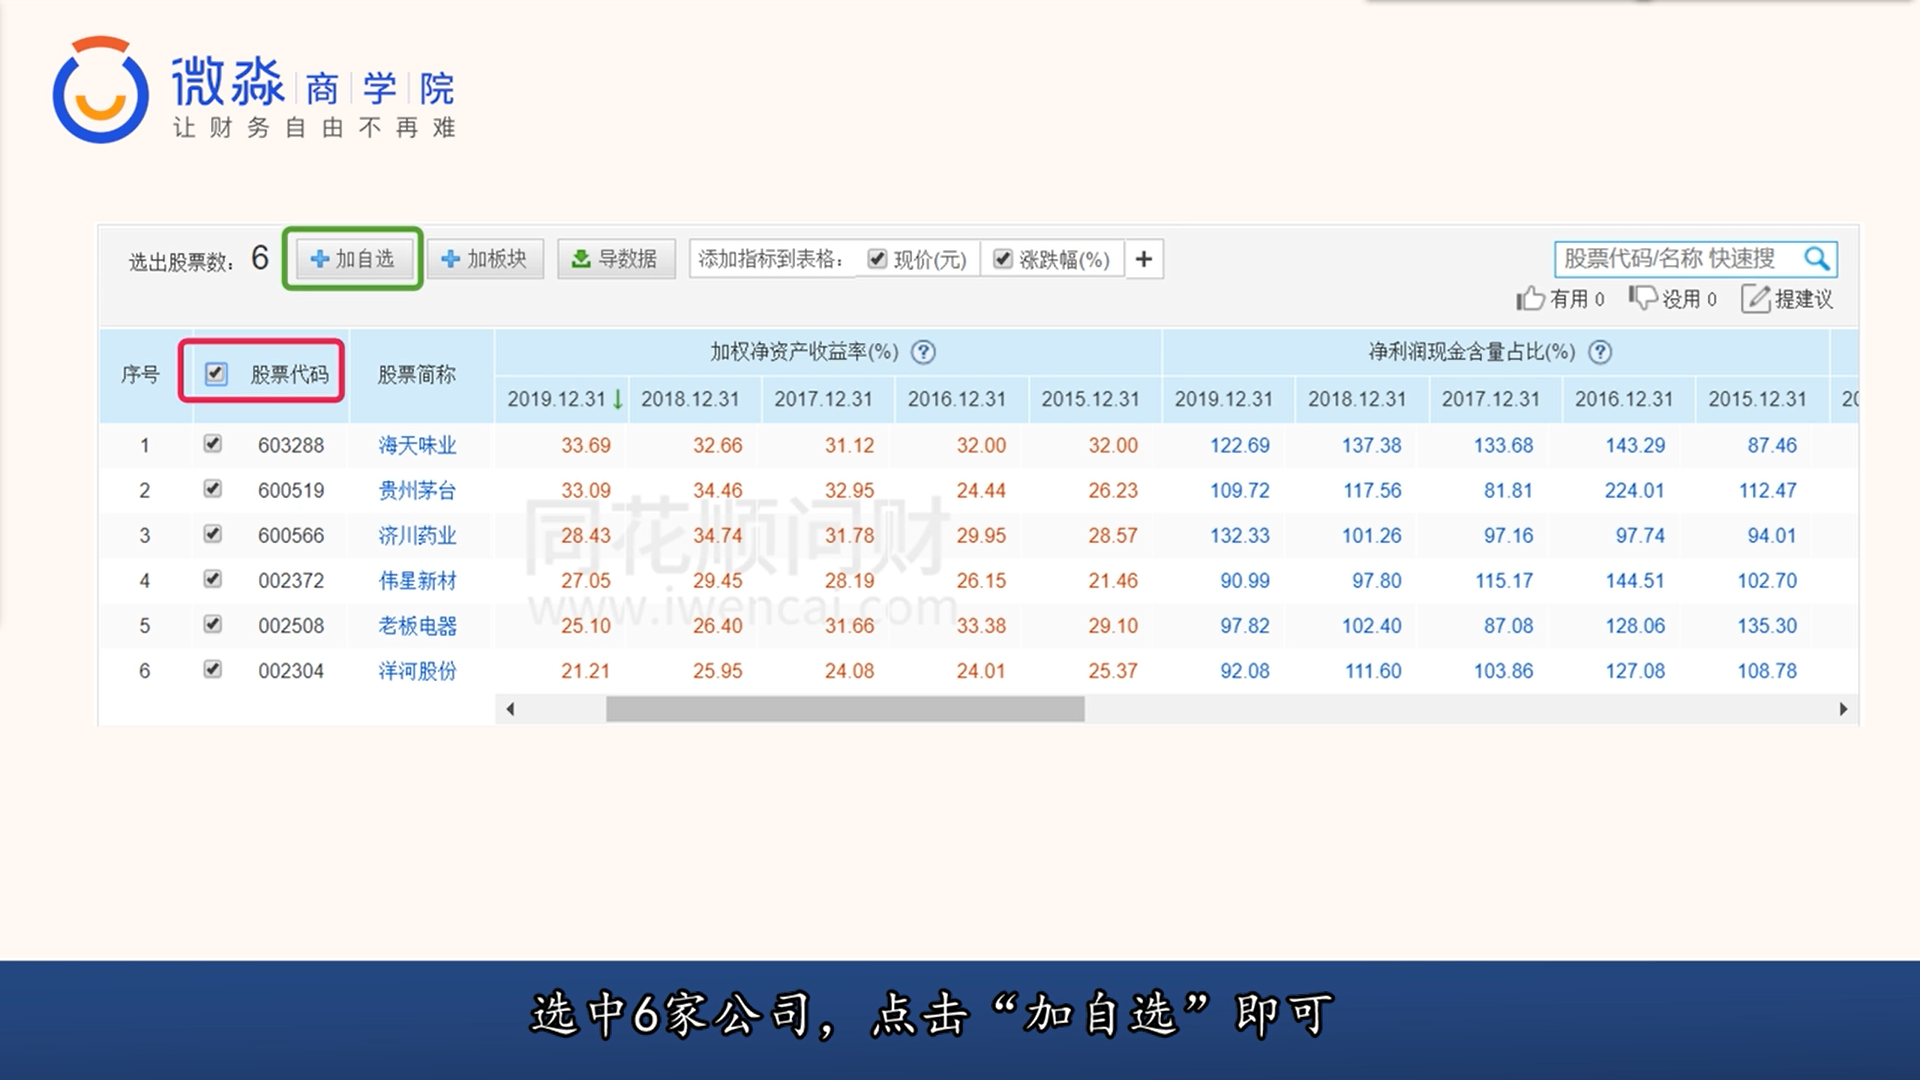 微淼 商 学 院
让财务自由不再难
选出股票数： 6 加自选 加板块 导数据 添加指标到表格： 现价(元) 涨跌幅(%) + 股票代码/名称 快速搜
有用 0 没用 0 提建议
序号 股票代码 股票简称 加权净资产收益率(%) ? 净利润现金含量占比(%) ?
2019.12.31↓ 2018.12.31 2017.12.31 2016.12.31 2015.12.31 2019.12.31 2018.12.31 2017.12.31 2016.12.31 2015.12.31 20
1 603288 海天味业 33.69 32.66 31.12 32.00 32.00 122.69 137.38 133.68 143.29 87.46
2 600519 贵州茅台 33.09 34.46 32.95 24.44 26.23 109.72 117.56 81.81 224.01 112.47
3 600566 济川药业 28.43 34.74 31.78 29.95 28.57 132.33 101.26 97.16 97.74 94.01
4 002372 伟星新材 27.05 29.45 28.19 26.15 21.46 90.99 97.80 115.17 144.51 102.70
5 002508 老板电器 25.10 26.40 31.66 33.38 29.10 97.82 102.40 87.08 128.06 135.30
6 002304 洋河股份 21.21 25.95 24.08 24.01 25.37 92.08 111.60 103.86 127.08 108.78
同花顺问财
www.iwencai.com
选中6家公司，点击“加自选”即可